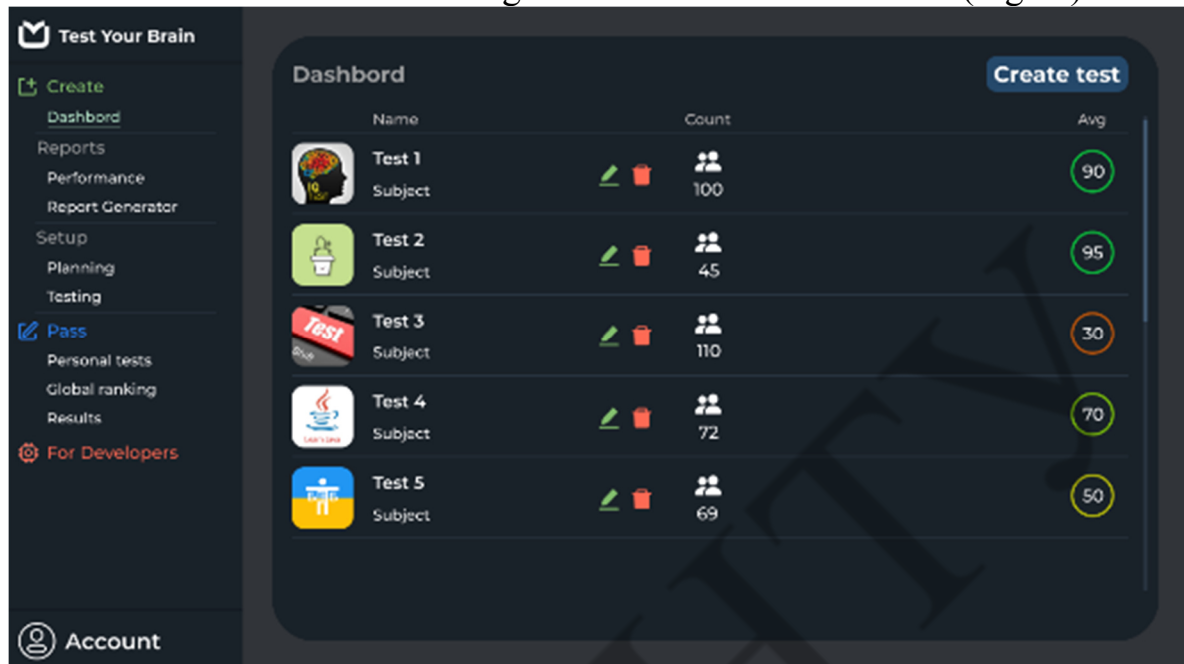 Test Your Brain
Create
Dashbord
Reports
Performance
Report Generator
Setup
Planning
Testing
Pass
Personal tests
Global ranking
Results
For Developers
Account
Dashbord
Create test
Name Count Avg
Test 1
Subject
100
90
Test 2
Subject
45
95
Test
Test 3
Subject
110
30
Test 4
Subject
72
70
Test 5
Subject
69
50